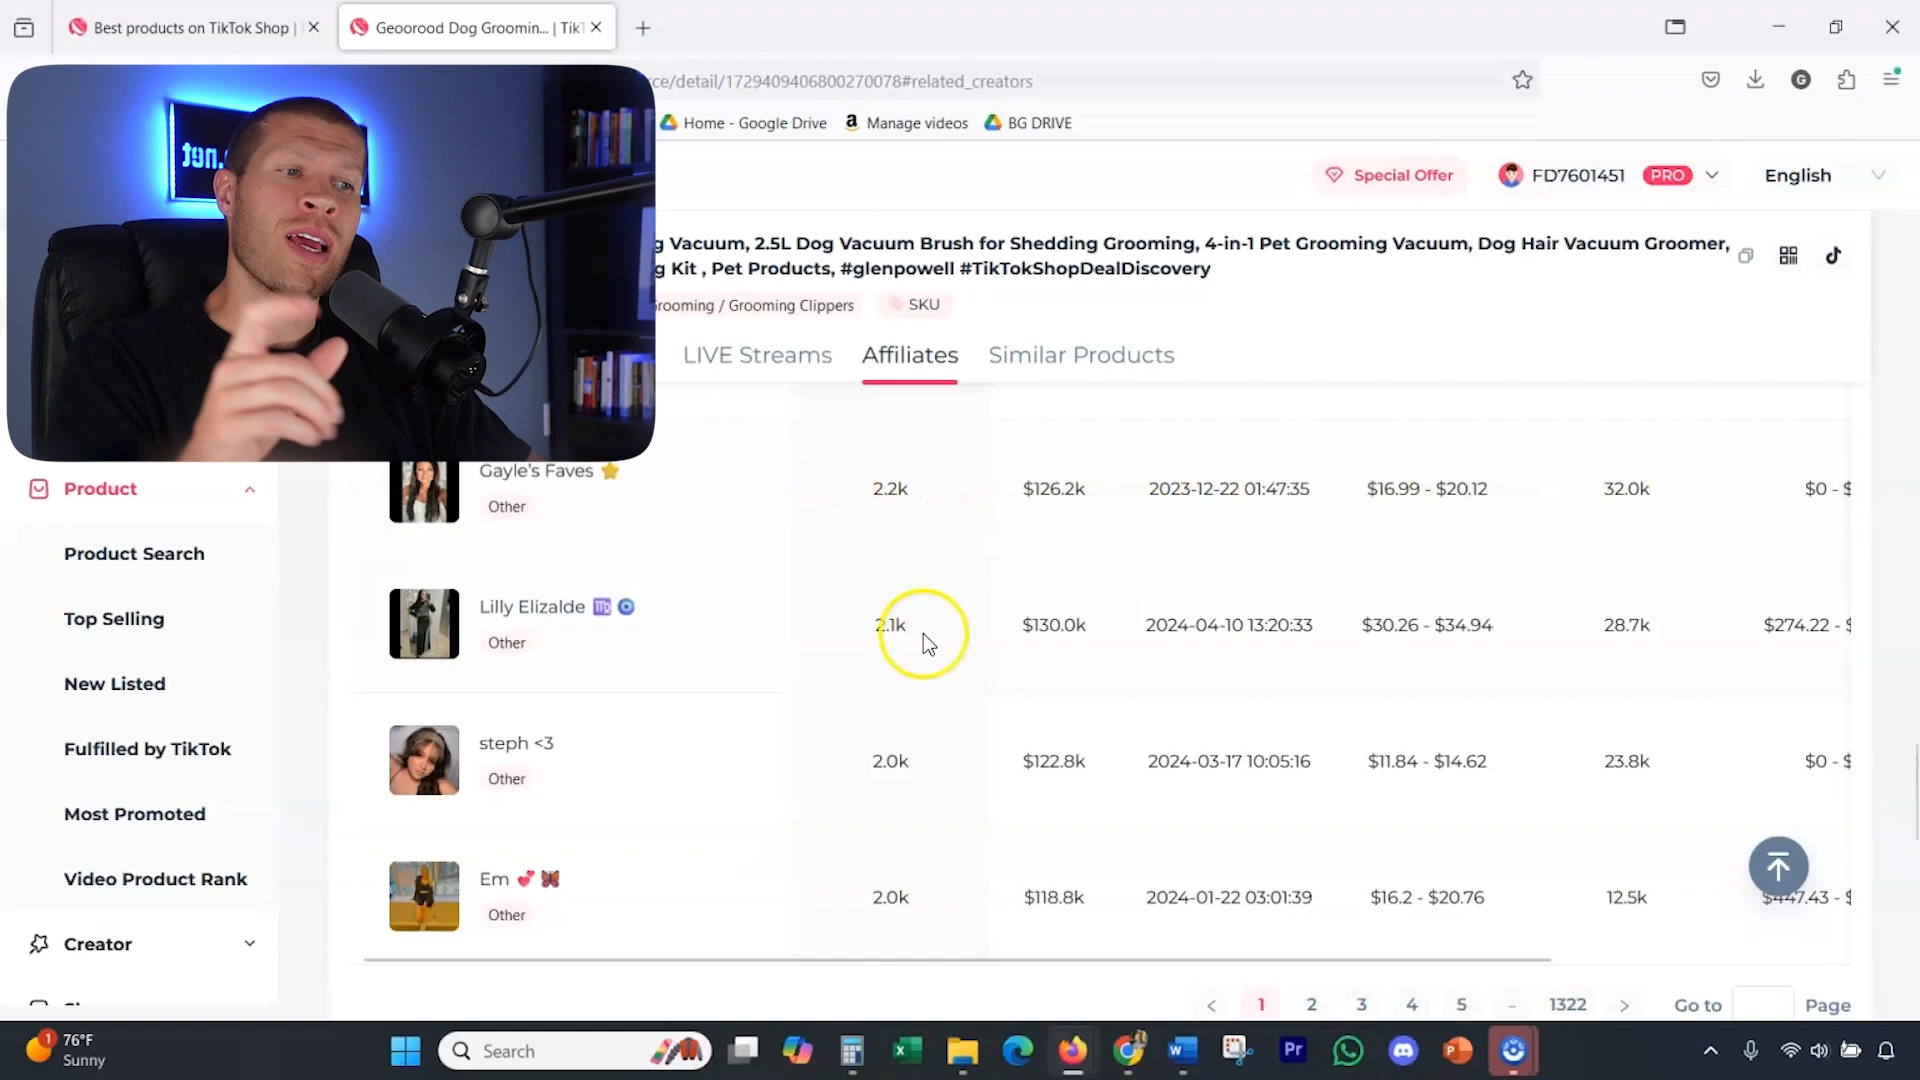 Best products on TikTok Shop |
Geoorood Dog Groomin... | Tik
rce/detail/1729409406800270078#related_creators
Home - Google Drive
Manage videos
BG DRIVE
Special Offer
FD7601451
PRO
English
g Vacuum, 2.5L Dog Vacuum Brush for Shedding Grooming, 4-in-1 Pet Grooming Vacuum, Dog Hair Vacuum Groomer,
g Kit , Pet Products, #glenpowell #TikTokShopDealDiscovery
Grooming / Grooming Clippers
SKU
LIVE Streams
Affiliates
Similar Products
Product
Product Search
Top Selling
New Listed
Fulfilled by TikTok
Most Promoted
Video Product Rank
Creator
Gayle's Faves ⭐
Other
2.2k $126.2k 2023-12-22 01:47:35 $16.99 - $20.12 32.0k $0 - $
Lilly Elizalde ♍ 🧿
Other
2.1k $130.0k 2024-04-10 13:20:33 $30.26 - $34.94 28.7k $274.22 - $
steph <3
Other
2.0k $122.8k 2024-03-17 10:05:16 $11.84 - $14.62 23.8k $0 - $
Em 💕 🦋
Other
2.0k $118.8k 2024-01-22 03:01:39 $16.2 - $20.76 12.5k $447.43 - $
< 1 2 3 4 5 - 1322 > Go to Page
1
76°F
Sunny
Search